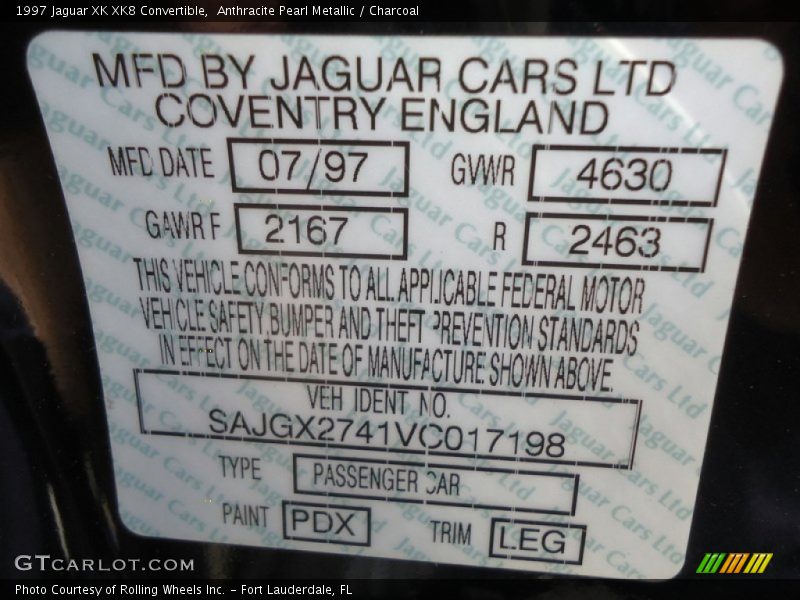 1997 Jaguar XK XK8 Convertible,  Anthracite Pearl Metallic / Charcoal
MFD BY JAGUAR CARS LTD
COVENTRY ENGLAND
MFD DATE 07/97 GVWR 4630
GAWR F 2167 R 2463
THIS VEHICLE CONFORMS TO ALL APPLICABLE FEDERAL MOTOR
VEHICLE SAFETY,BUMPER AND THEFT PREVENTION STANDARDS
IN EFFECT ON THE DATE OF MANUFACTURE SHOWN ABOVE.
VEH IDENT NO.
SAJGX2741VC017198
TYPE PASSENGER CAR
PAINT PDX TRIM LEG
GTCARLOT.COM
Photo Courtesy of Rolling Wheels Inc. – Fort Lauderdale, FL